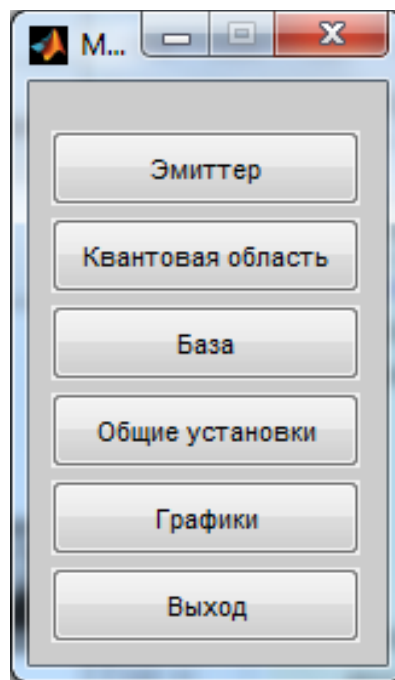 М...
Эмиттер
Квантовая область
База
Общие установки
Графики
Выход